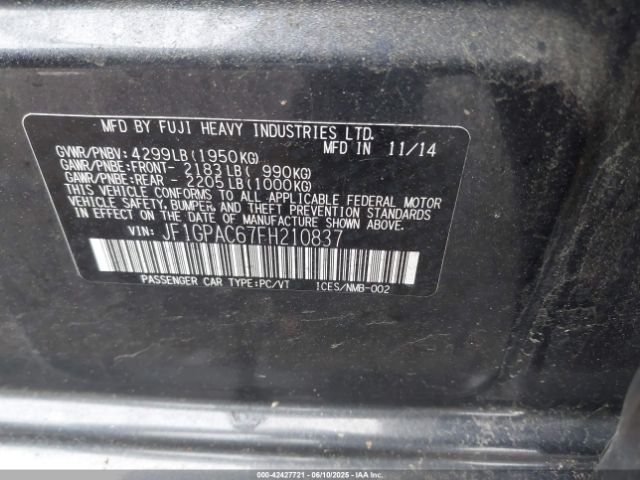 MFD BY FUJI HEAVY INDUSTRIES LTD.
MFD IN 11/14
GVWR/PNBV:4299LB(1950KG)
GAWR/PNBE:FRONT- 2183LB( 990KG)
GAWR/PNBE:REAR - 2205LB(1000KG)
THIS VEHICLE CONFORMS TO ALL APPLICABLE FEDERAL MOTOR
VEHICLE SAFETY, BUMPER, AND THEFT PREVENTION STANDARDS
IN EFFECT ON THE DATE OF MANUFACTURE SHOWN ABOVE.
VIN: JF1GPAC67FH210837
PASSENGER CAR TYPE:PC/VT 1CES/NMB-002
000-42427721 - 06/10/2025 - IAAI.COM